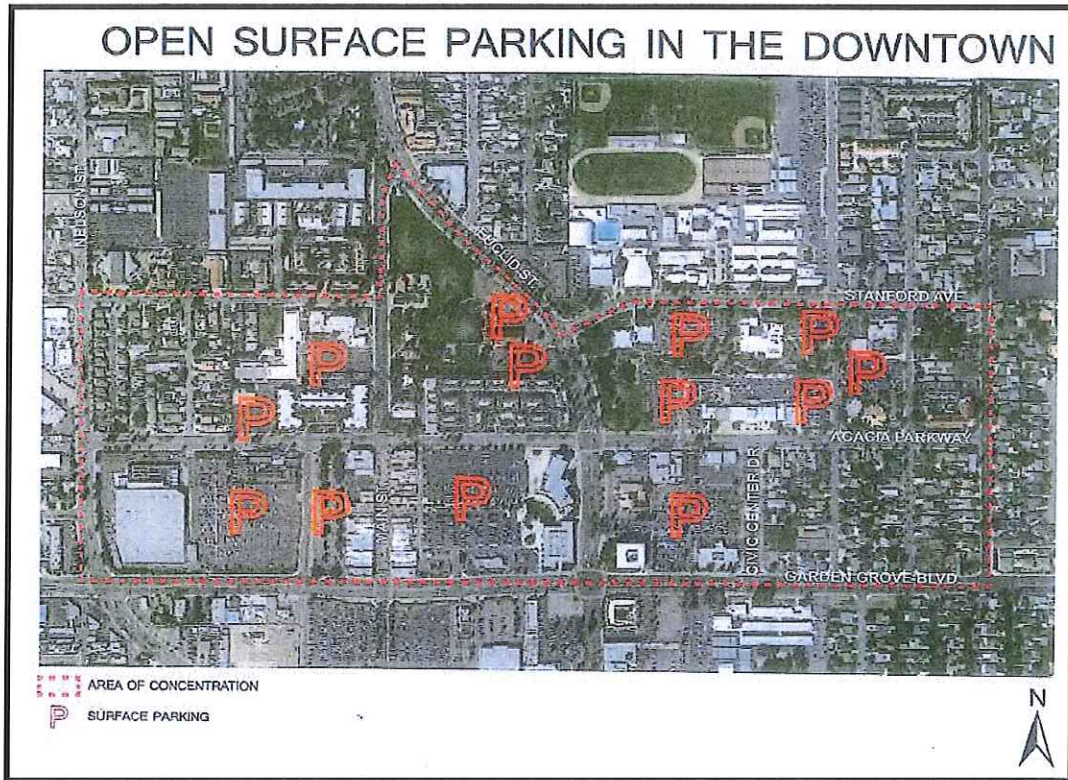 OPEN SURFACE PARKING IN THE DOWNTOWN
NELSON ST.
EUCLID ST.
STANFORD AVE
P
P
P
P
P
P
P
P
P
ACACIA PARKWAY
P
P
P
P
MAIN ST.
CIVIC CENTER DR.
GARDEN GROVE BLVD.
AREA OF CONCENTRATION
P SURFACE PARKING
N